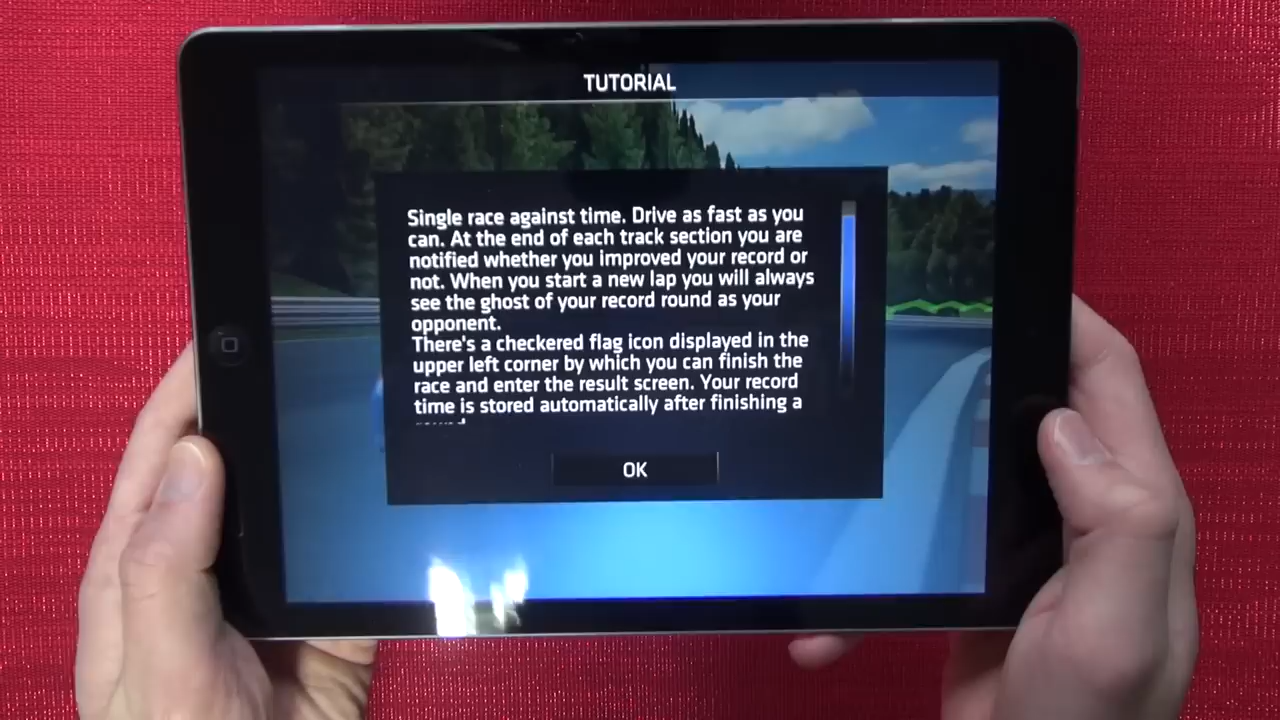 TUTORIAL
Single race against time. Drive as fast as you
can. At the end of each track section you are
notified whether you improved your record or
not. When you start a new lap you will always
see the ghost of your record round as your
opponent.
There's a checkered flag icon displayed in the
upper left corner by which you can finish the
race and enter the result screen. Your record
time is stored automatically after finishing a
OK